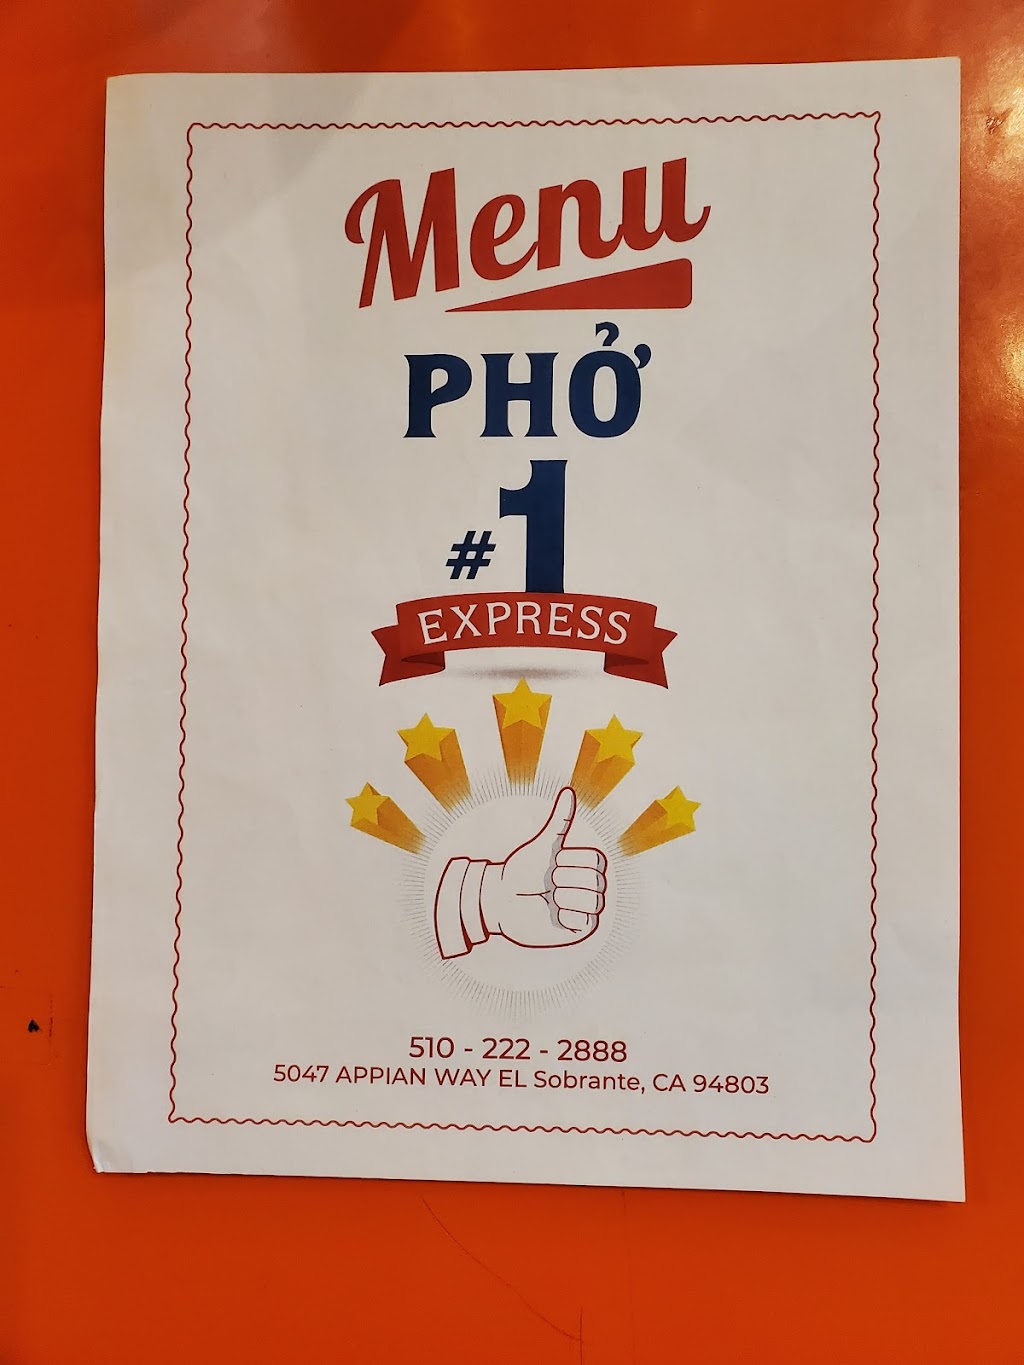 Menu
PHỞ
#1
EXPRESS
510 - 222 - 2888
5047 APPIAN WAY EL Sobrante, CA 94803